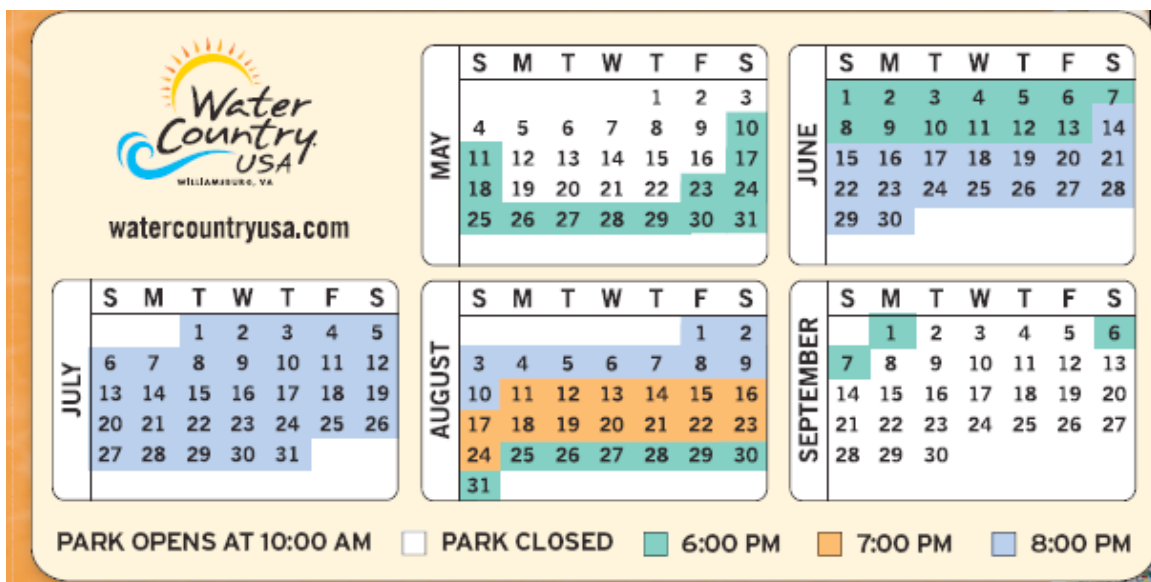 Water
Country
USA
WILLIAMSBURG, VA
watercountryusa.com
MAY
S M T W T F S
1 2 3
4 5 6 7 8 9 10
11 12 13 14 15 16 17
18 19 20 21 22 23 24
25 26 27 28 29 30 31
JUNE
S M T W T F S
1 2 3 4 5 6 7
8 9 10 11 12 13 14
15 16 17 18 19 20 21
22 23 24 25 26 27 28
29 30
JULY
S M T W T F S
1 2 3 4 5
6 7 8 9 10 11 12
13 14 15 16 17 18 19
20 21 22 23 24 25 26
27 28 29 30 31
AUGUST
S M T W T F S
1 2
3 4 5 6 7 8 9
10 11 12 13 14 15 16
17 18 19 20 21 22 23
24 25 26 27 28 29 30
31
SEPTEMBER
S M T W T F S
1 2 3 4 5 6
7 8 9 10 11 12 13
14 15 16 17 18 19 20
21 22 23 24 25 26 27
28 29 30
PARK OPENS AT 10:00 AM PARK CLOSED 6:00 PM 7:00 PM 8:00 PM